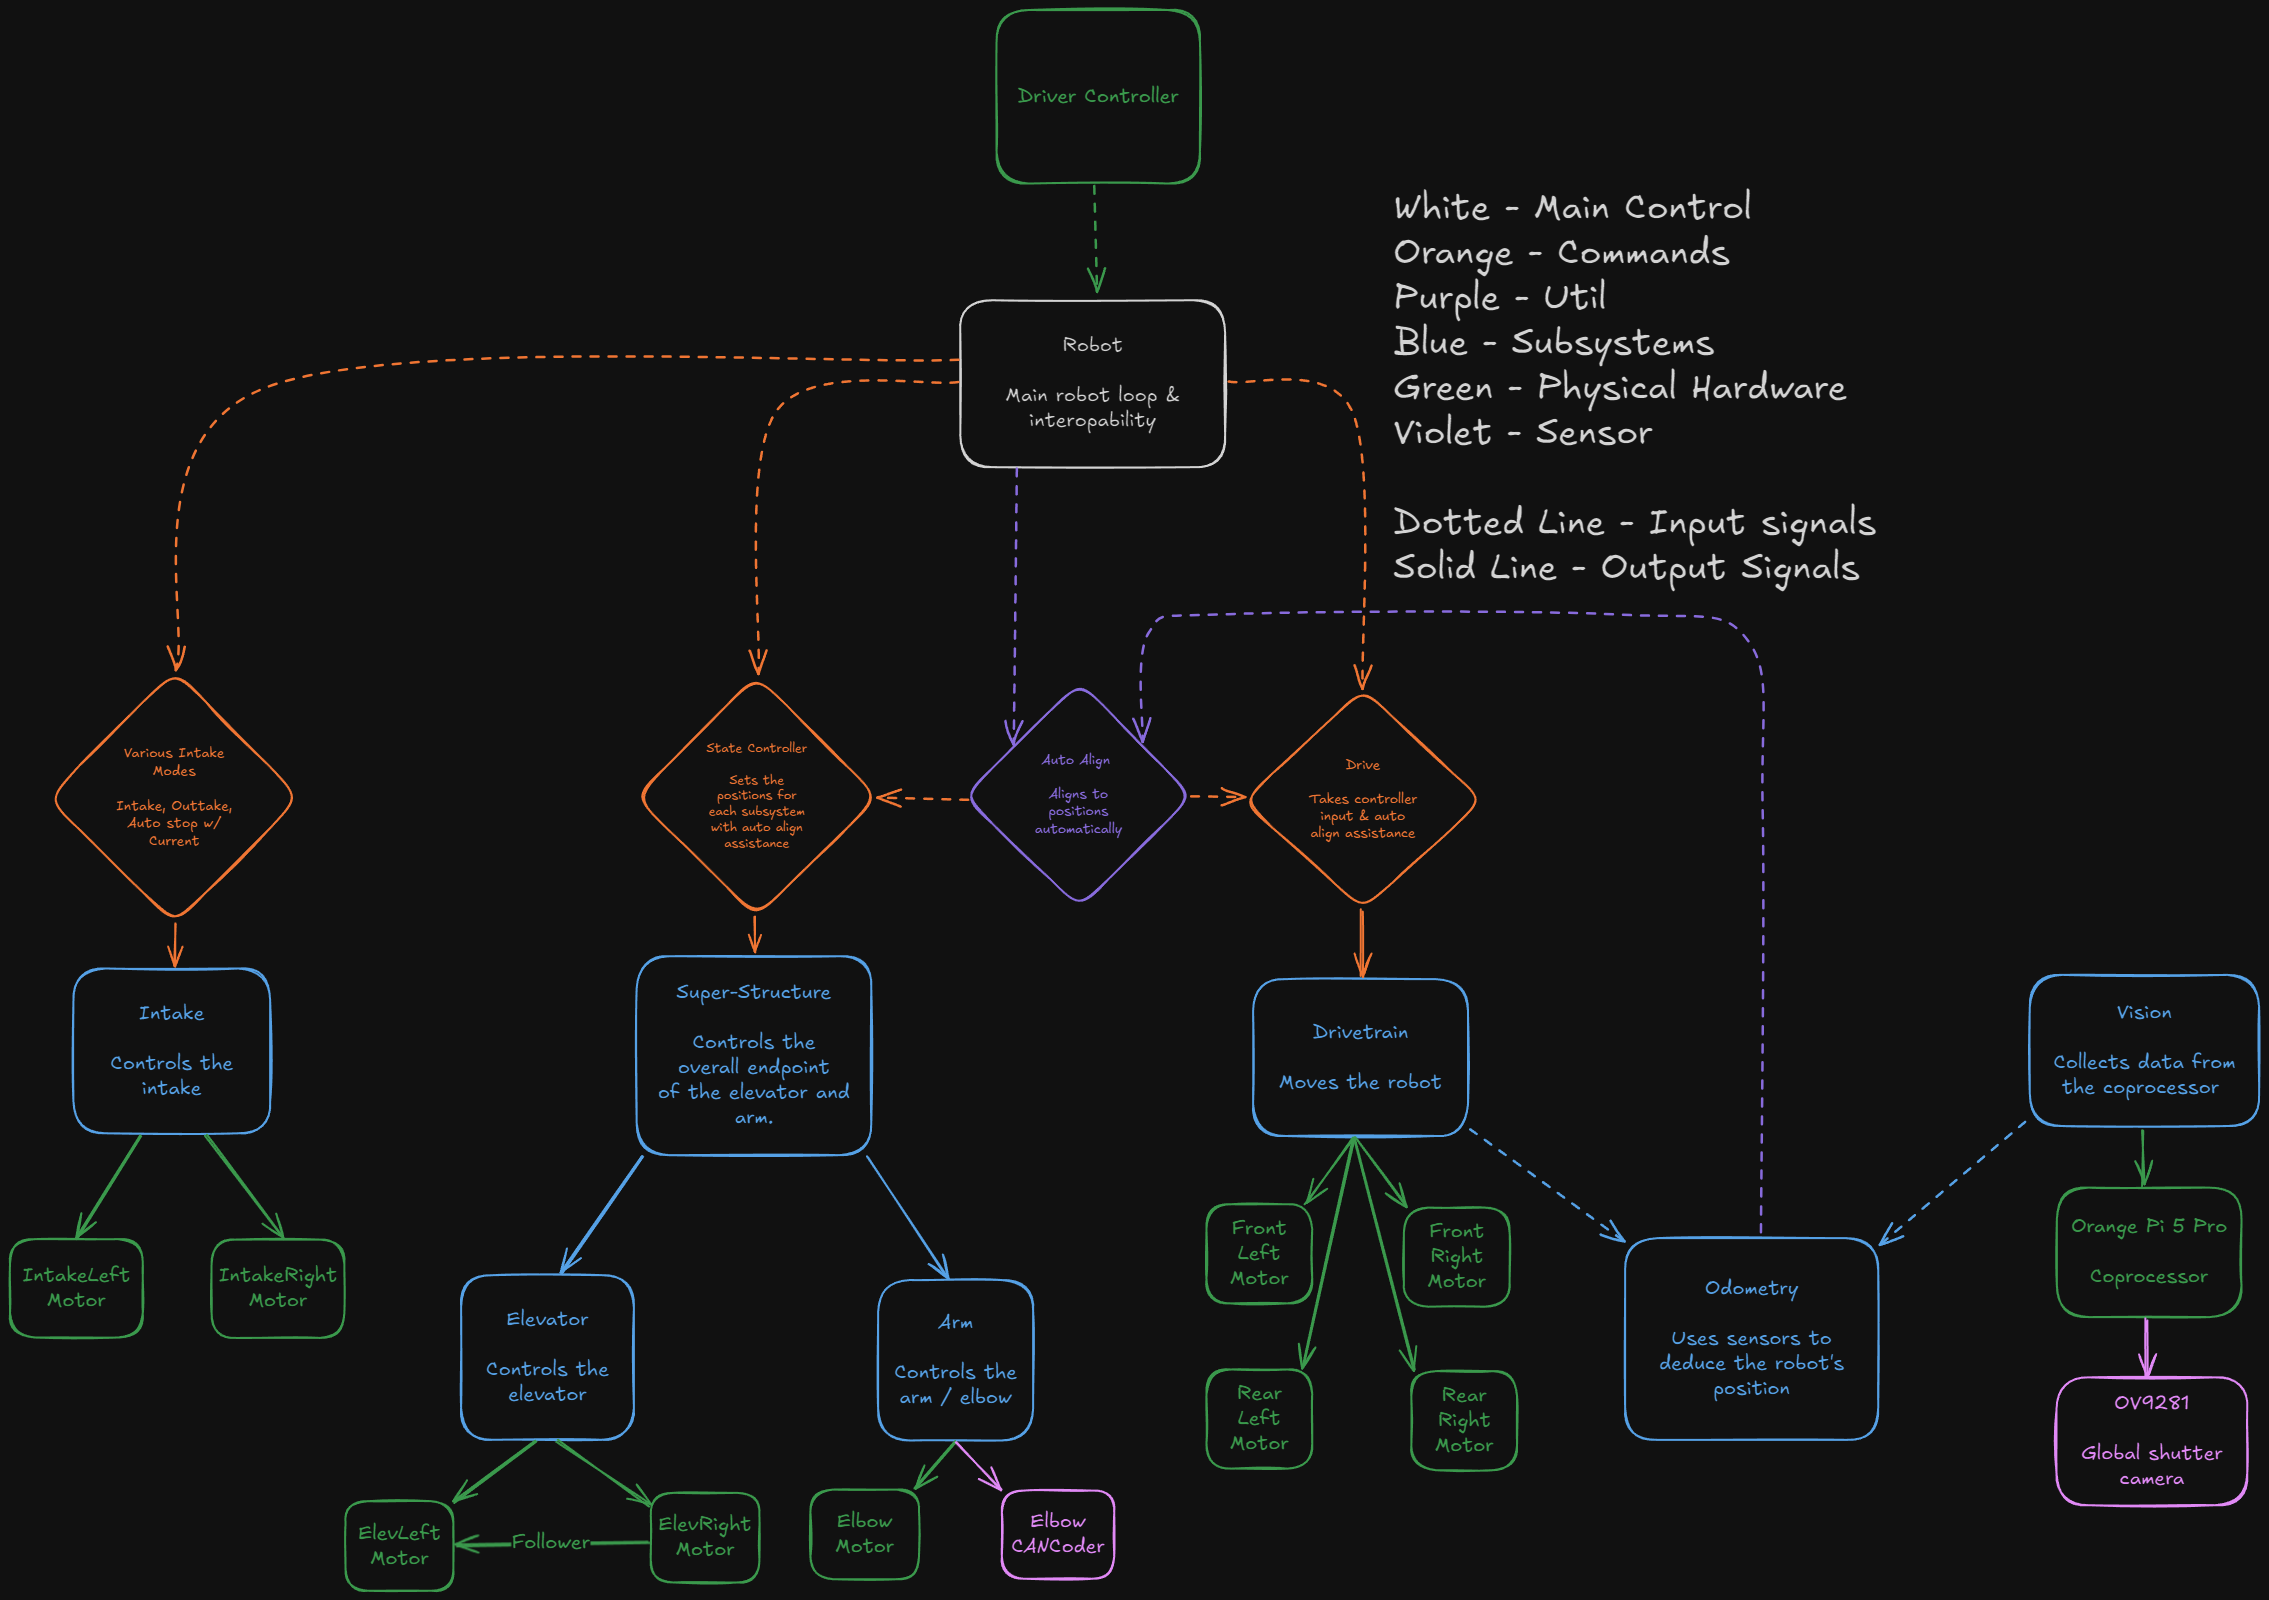 Driver Controller
White - Main Control
Orange - Commands
Purple - Util
Blue - Subsystems
Green - Physical Hardware
Violet - Sensor
Dotted Line - Input signals
Solid Line - Output Signals
Robot
Main robot loop &
interopability
Various Intake
Modes
Intake, Outtake,
Auto stop w/
Current
State Controller
Sets the
positions for
each subsystem
with auto align
assistance
Auto Align
Aligns to
positions
automatically
Drive
Takes controller
input & auto
align assistance
Intake
Controls the
intake
Super-Structure
Controls the
overall endpoint
of the elevator and
arm.
Drivetrain
Moves the robot
Vision
Collects data from
the coprocessor
IntakeLeft
Motor
IntakeRight
Motor
Elevator
Controls the
elevator
Arm
Controls the
arm / elbow
Front
Left
Motor
Front
Right
Motor
Rear
Left
Motor
Rear
Right
Motor
Odometry
Uses sensors to
deduce the robot's
position
Orange Pi 5 Pro
Coprocessor
OV9281
Global shutter
camera
ElevLeft
Motor
Follower
ElevRight
Motor
Elbow
Motor
Elbow
CANCoder